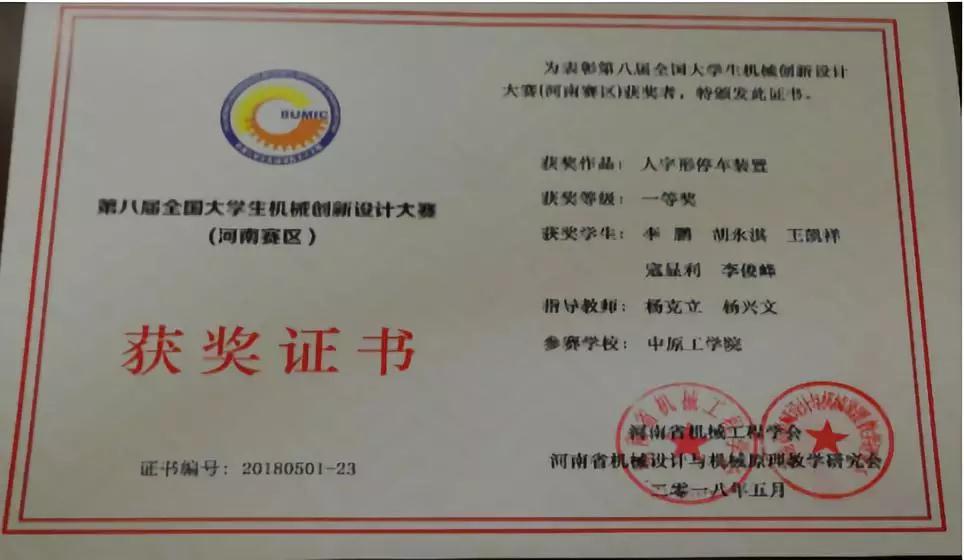 BUMIC
第八届全国大学生机械创新设计大赛
(河南赛区)
获奖证书
证书编号: 20180501-23
为表彰第八届全国大学生机械创新设计
大赛(河南赛区)获奖者，特颁发此证书。
获奖作品: 人字形停车装置
获奖等级: 一等奖
获奖学生: 李 鹏 胡永淇 王凯祥
寇显利 李俊峰
指导教师: 杨克立 杨兴文
参赛学校: 中原工学院
河南省机械工程学会
河南省机械设计与机械原理教学研究会
二零一八年五月